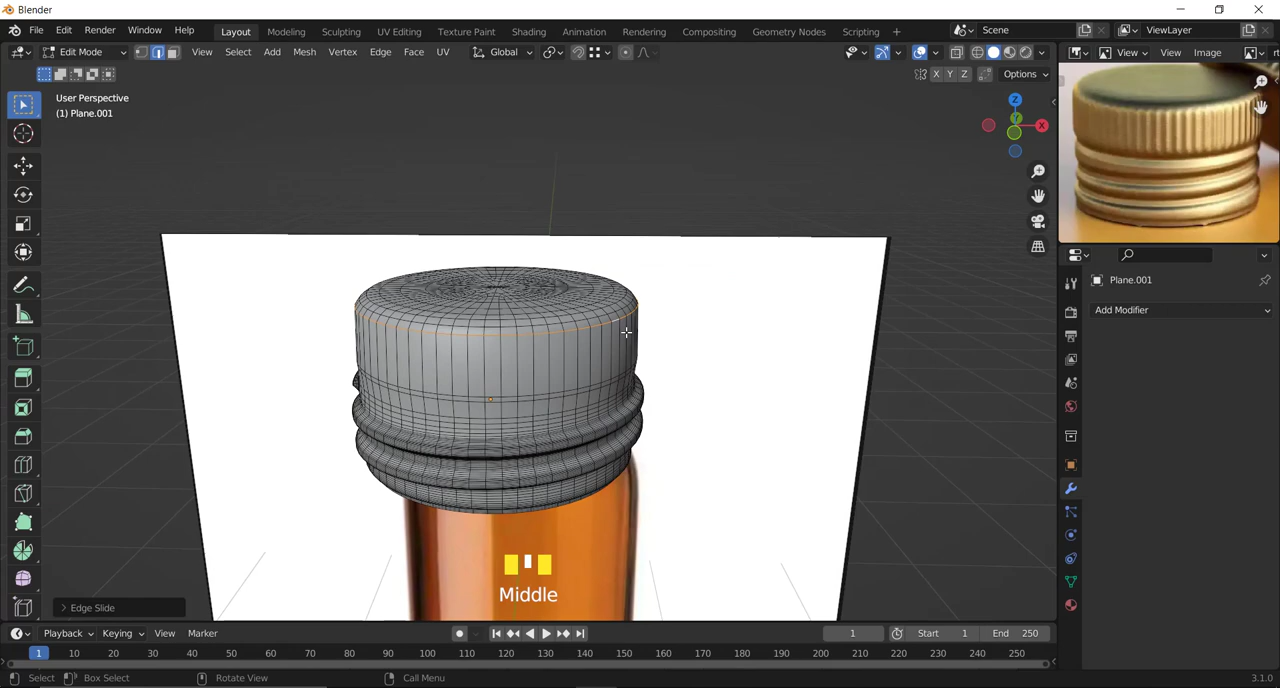 Blender
File Edit Render Window Help
Layout Modeling Sculpting UV Editing Texture Paint Shading Animation Rendering Compositing Geometry Nodes Scripting +
Scene
ViewLayer
Edit Mode
View Select Add Mesh Vertex Edge Face UV
Global
View View Image
X Y Z
Options
User Perspective
(1) Plane.001
Z
Y
X
Plane.001
Add Modifier
Middle
Edge Slide
Playback Keying View Marker
1
Start 1
End 250
1 10 20 30 40 50 60 70 80 90 100 110 120 130 140 150 160 170 180 190 200 210 220 230 240 250
Select Box Select Rotate View Call Menu
3.1.0